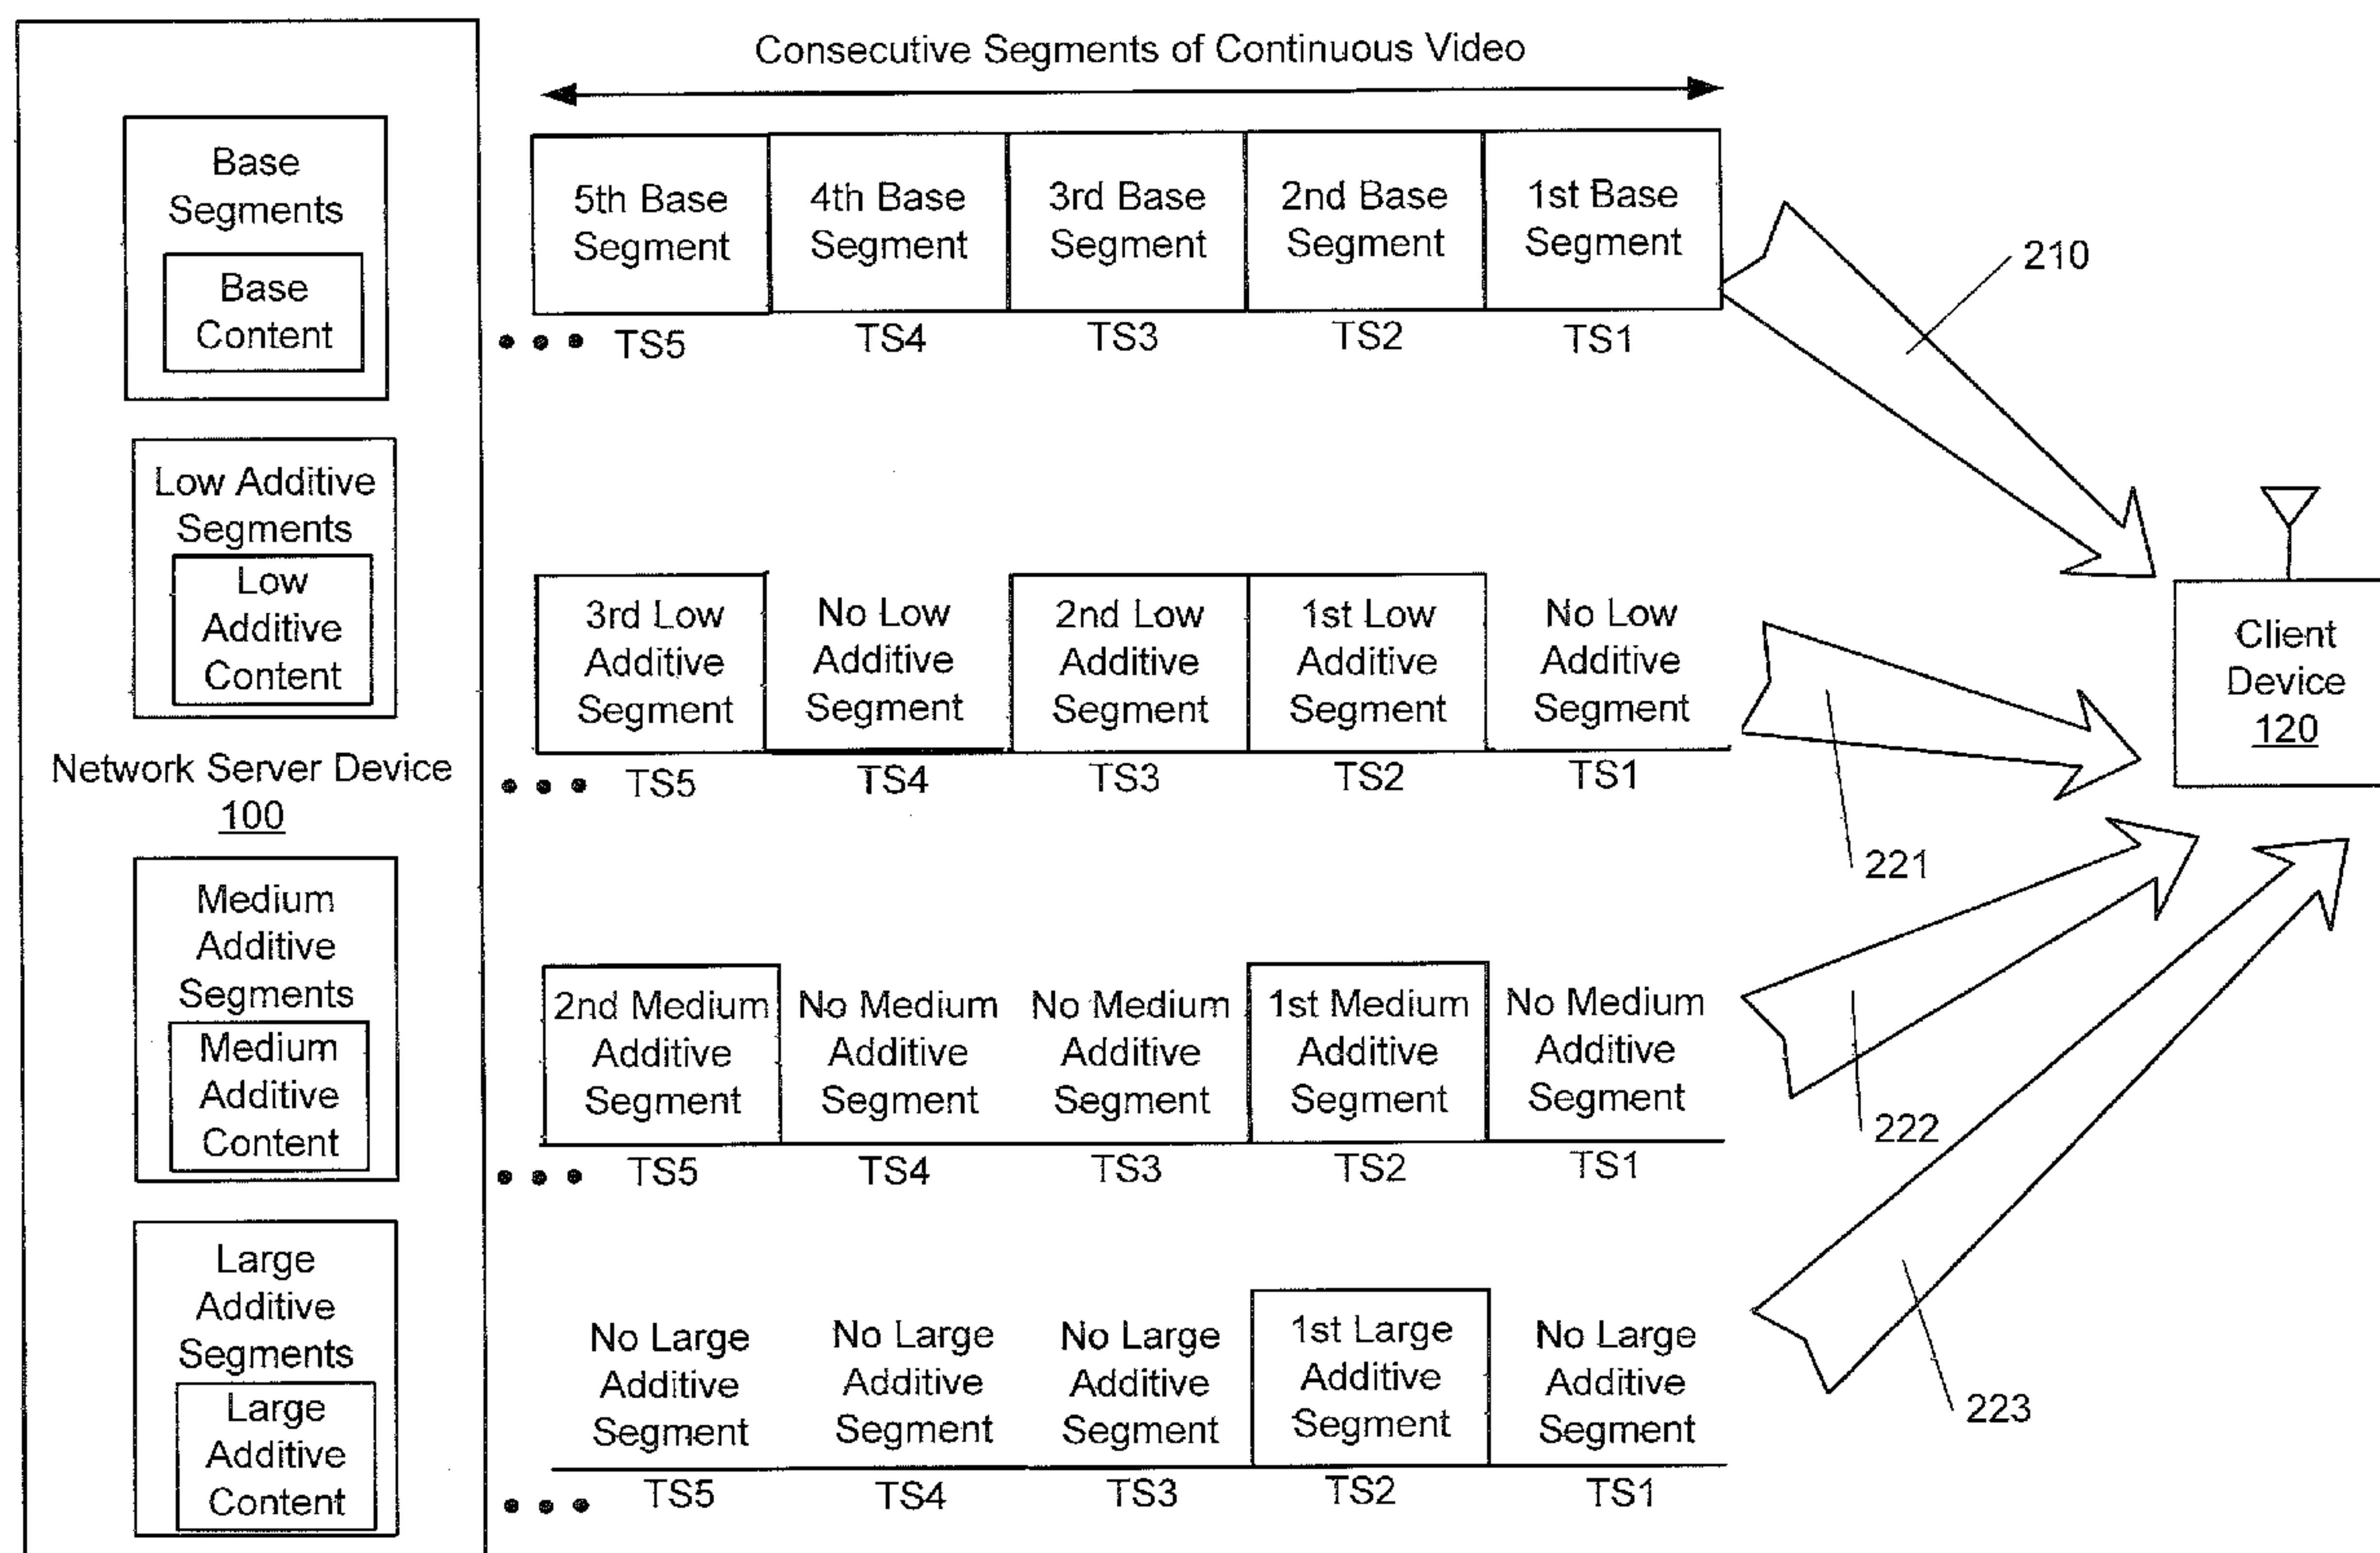 Consecutive Segments of Continuous Video
Base
Segments
Base
Content
5th Base
Segment
4th Base
Segment
3rd Base
Segment
2nd Base
Segment
1st Base
Segment
TS5
TS4
TS3
TS2
TS1
210
Low Additive
Segments
Low
Additive
Content
3rd Low
Additive
Segment
No Low
Additive
Segment
2nd Low
Additive
Segment
1st Low
Additive
Segment
No Low
Additive
Segment
TS5
TS4
TS3
TS2
TS1
221
Client
Device
120
Network Server Device
100
Medium
Additive
Segments
Medium
Additive
Content
2nd Medium
Additive
Segment
No Medium
Additive
Segment
No Medium
Additive
Segment
1st Medium
Additive
Segment
No Medium
Additive
Segment
TS5
TS4
TS3
TS2
TS1
222
Large
Additive
Segments
Large
Additive
Content
No Large
Additive
Segment
No Large
Additive
Segment
No Large
Additive
Segment
1st Large
Additive
Segment
No Large
Additive
Segment
TS5
TS4
TS3
TS2
TS1
223